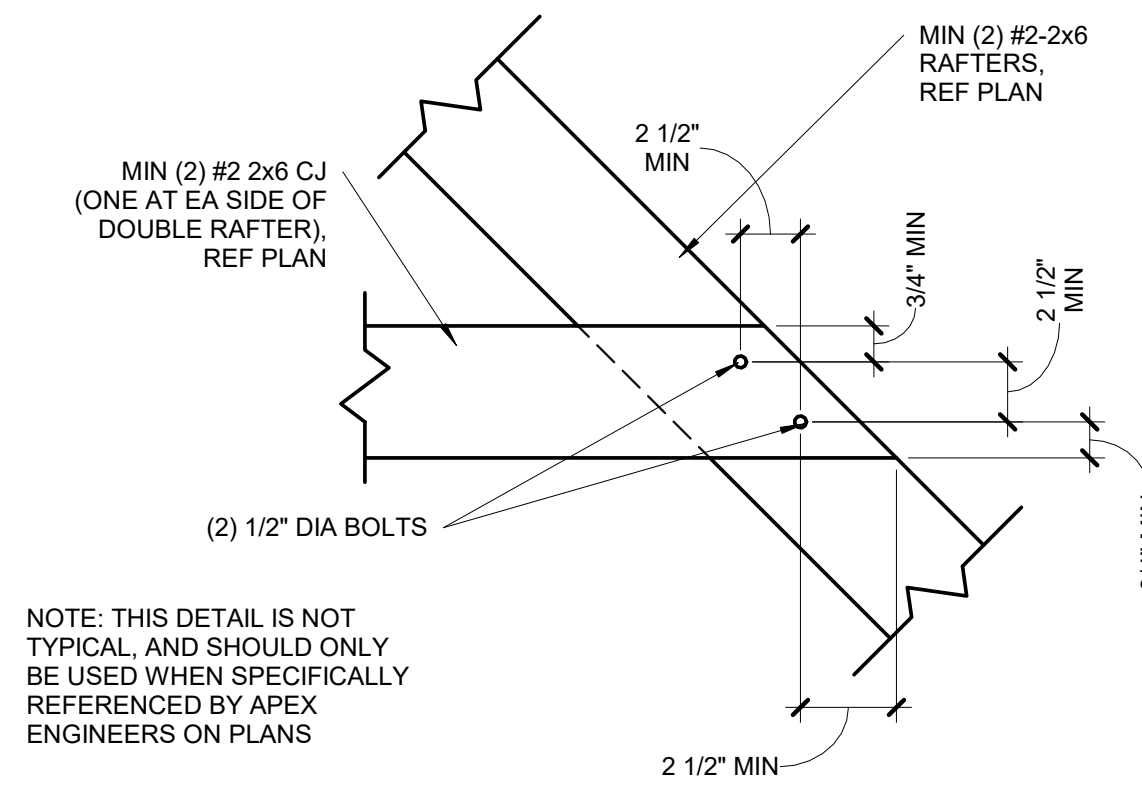 MIN (2) #2-2x6
RAFTERS,
REF PLAN
2 1/2"
MIN
MIN (2) #2 2x6 CJ
(ONE AT EA SIDE OF
DOUBLE RAFTER),
REF PLAN
3/4" MIN
2 1/2"
MIN
(2) 1/2" DIA BOLTS
NOTE: THIS DETAIL IS NOT
TYPICAL, AND SHOULD ONLY
BE USED WHEN SPECIFICALLY
REFERENCED BY APEX
ENGINEERS ON PLANS
2 1/2" MIN